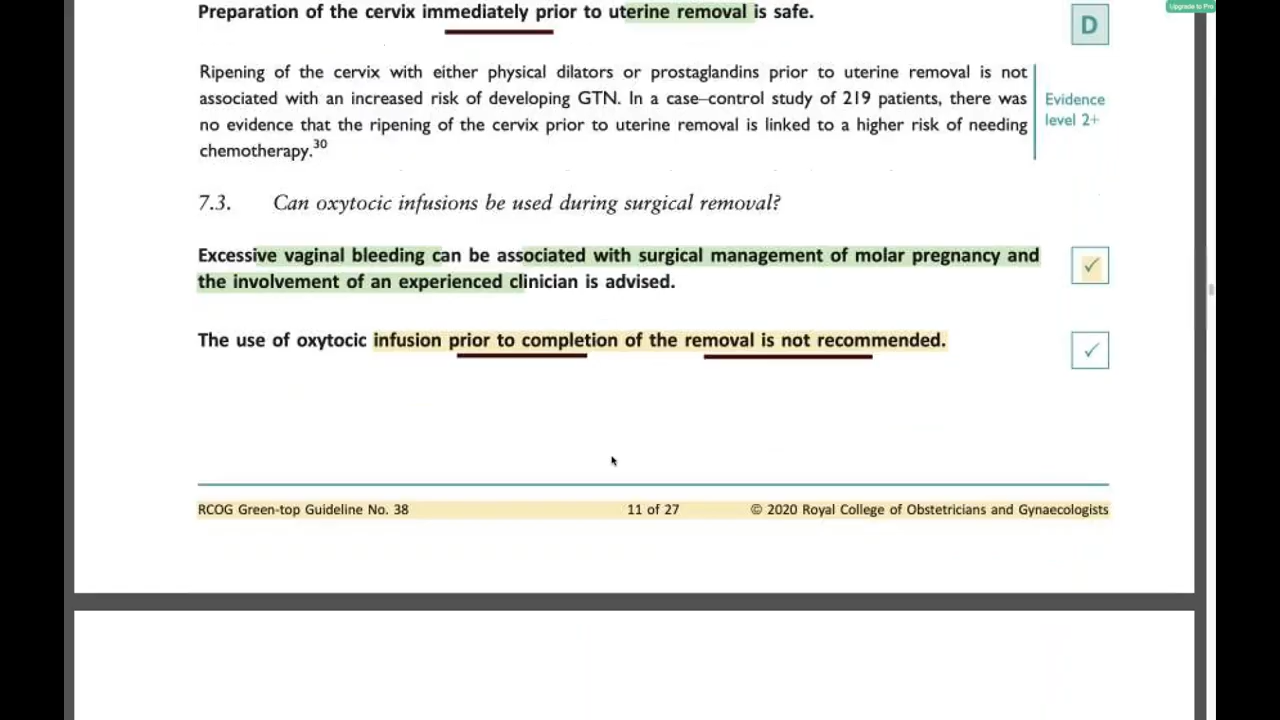 Upgrade to Pro
Preparation of the cervix immediately prior to uterine removal is safe.
D
Ripening of the cervix with either physical dilators or prostaglandins prior to uterine removal is not
associated with an increased risk of developing GTN. In a case–control study of 219 patients, there was
no evidence that the ripening of the cervix prior to uterine removal is linked to a higher risk of needing
chemotherapy.30
Evidence
level 2+
7.3. Can oxytocic infusions be used during surgical removal?
Excessive vaginal bleeding can be associated with surgical management of molar pregnancy and
the involvement of an experienced clinician is advised.
✓
The use of oxytocic infusion prior to completion of the removal is not recommended.
✓
RCOG Green-top Guideline No. 38 11 of 27 © 2020 Royal College of Obstetricians and Gynaecologists